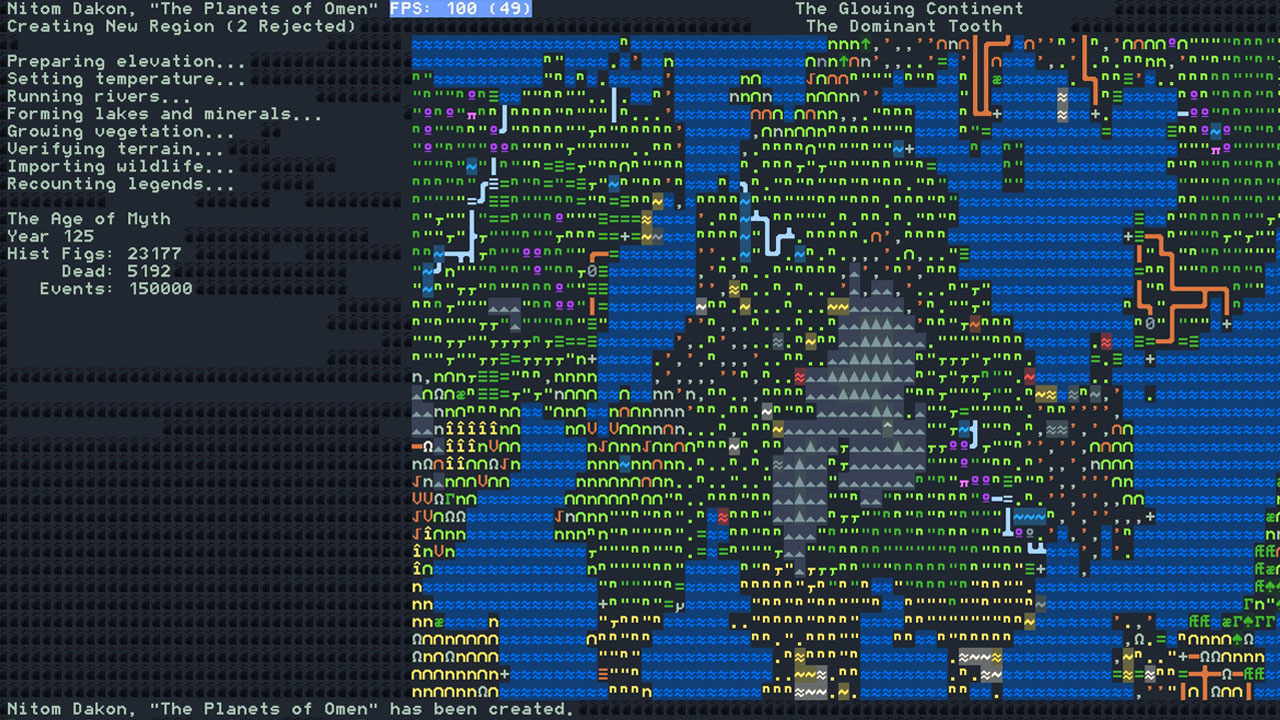 Nitom Dakon, "The Planets of Omen" FPS: 100 (49)
The Glowing Continent
Creating New Region (2 Rejected)
The Dominant Tooth
Preparing elevation...
Setting temperature...
Running rivers...
Forming lakes and minerals...
Growing vegetation...
Verifying terrain...
Importing wildlife...
Recounting legends...
The Age of Myth
Year 125
Hist Figs: 23177
Dead: 5192
Events: 150000
Nitom Dakon, "The Planets of Omen" has been created.